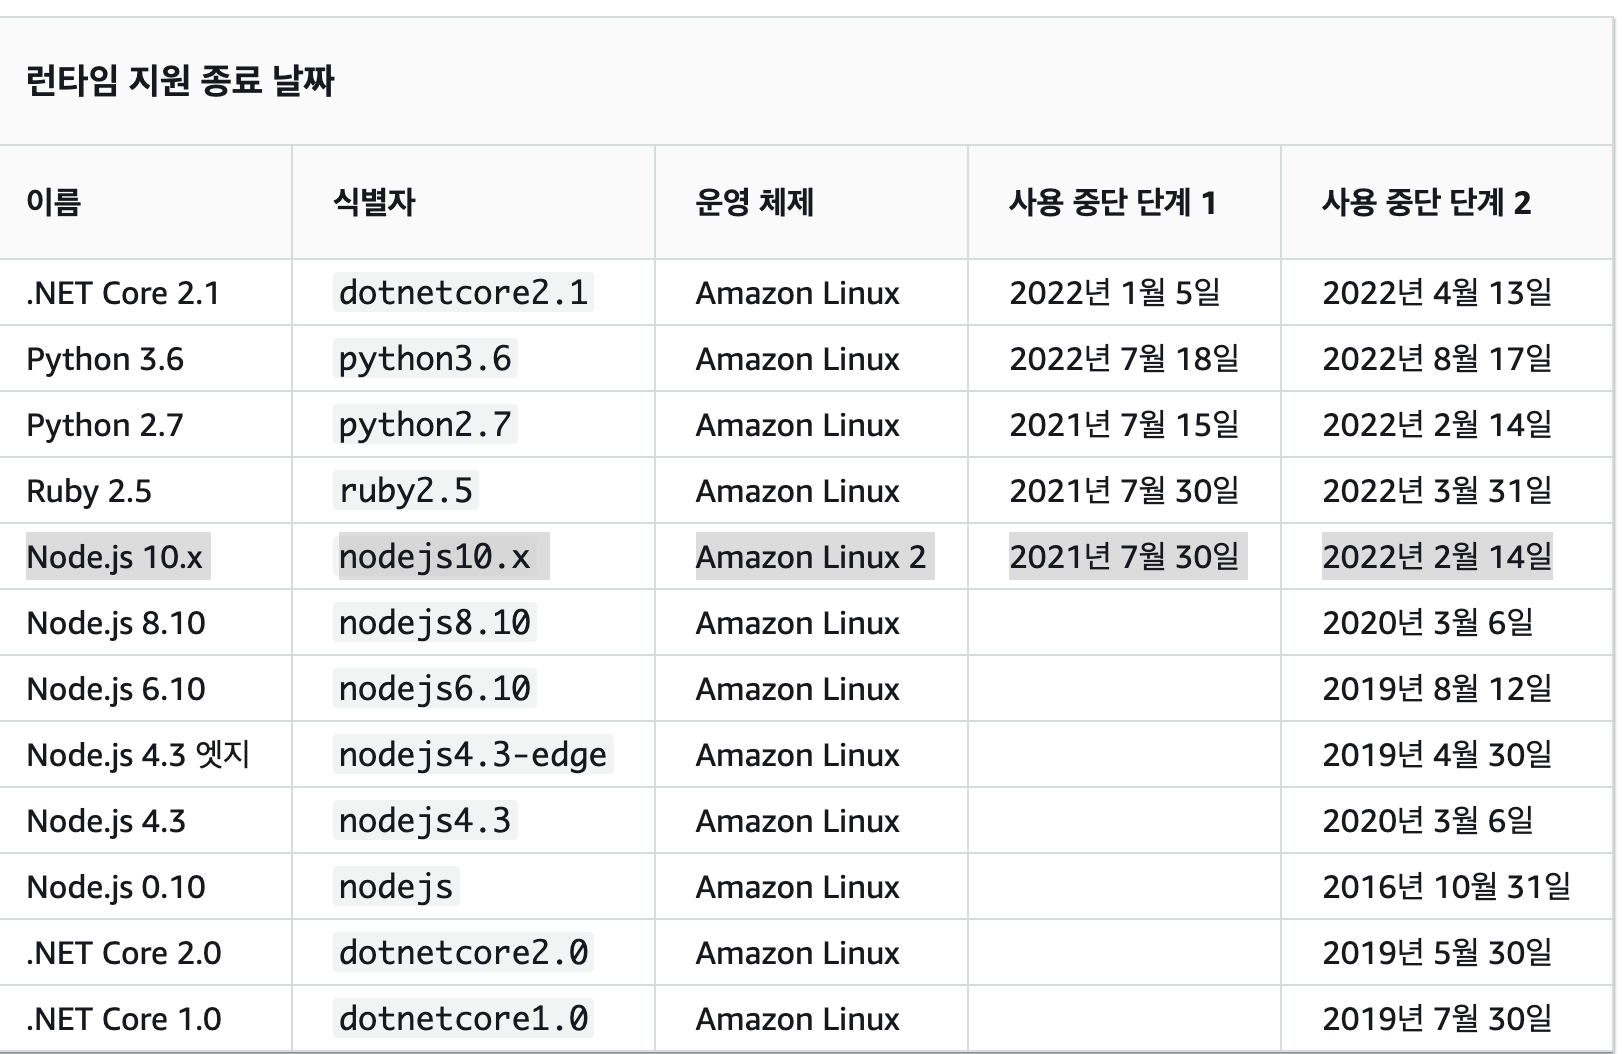 런타임 지원 종료 날짜
이름 식별자 운영 체제 사용 중단 단계 1 사용 중단 단계 2
.NET Core 2.1 dotnetcore2.1 Amazon Linux 2022년 1월 5일 2022년 4월 13일
Python 3.6 python3.6 Amazon Linux 2022년 7월 18일 2022년 8월 17일
Python 2.7 python2.7 Amazon Linux 2021년 7월 15일 2022년 2월 14일
Ruby 2.5 ruby2.5 Amazon Linux 2021년 7월 30일 2022년 3월 31일
Node.js 10.x nodejs10.x Amazon Linux 2 2021년 7월 30일 2022년 2월 14일
Node.js 8.10 nodejs8.10 Amazon Linux 2020년 3월 6일
Node.js 6.10 nodejs6.10 Amazon Linux 2019년 8월 12일
Node.js 4.3 엣지 nodejs4.3-edge Amazon Linux 2019년 4월 30일
Node.js 4.3 nodejs4.3 Amazon Linux 2020년 3월 6일
Node.js 0.10 nodejs Amazon Linux 2016년 10월 31일
.NET Core 2.0 dotnetcore2.0 Amazon Linux 2019년 5월 30일
.NET Core 1.0 dotnetcore1.0 Amazon Linux 2019년 7월 30일